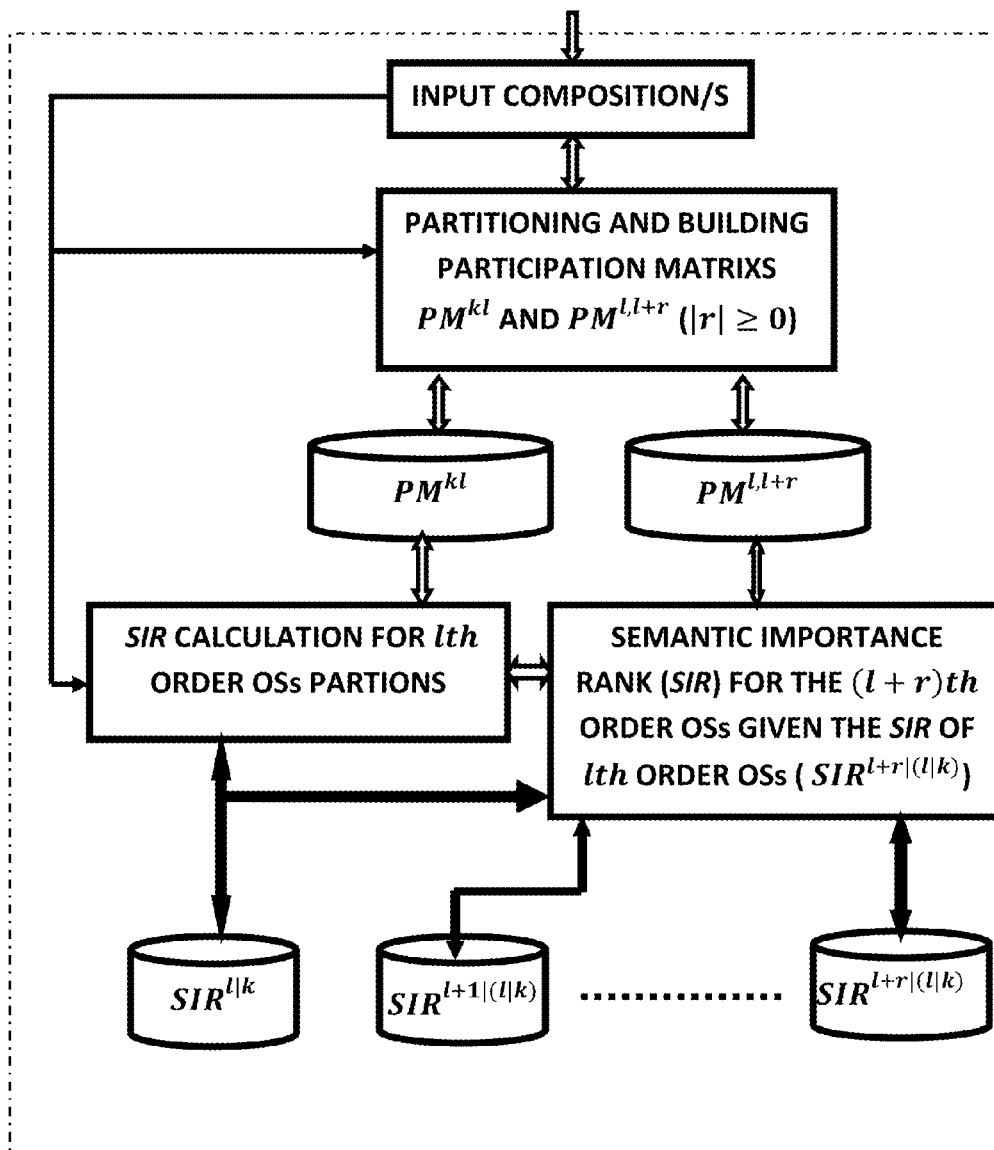 INPUT COMPOSITION/S
PARTITIONING AND BUILDING
PARTICIPATION MATRIXS
PM^{kl} AND PM^{l,l+r} (|r| ≥ 0)
PM^{kl}
PM^{l,l+r}
SIR CALCULATION FOR lth
ORDER OSs PARTIONS
SEMANTIC IMPORTANCE
RANK (SIR) FOR THE (l + r)th
ORDER OSs GIVEN THE SIR OF
lth ORDER OSs ( SIR^{l+r|(l|k)})
SIR^{l|k}
SIR^{l+1|(l|k)}
SIR^{l+r|(l|k)}